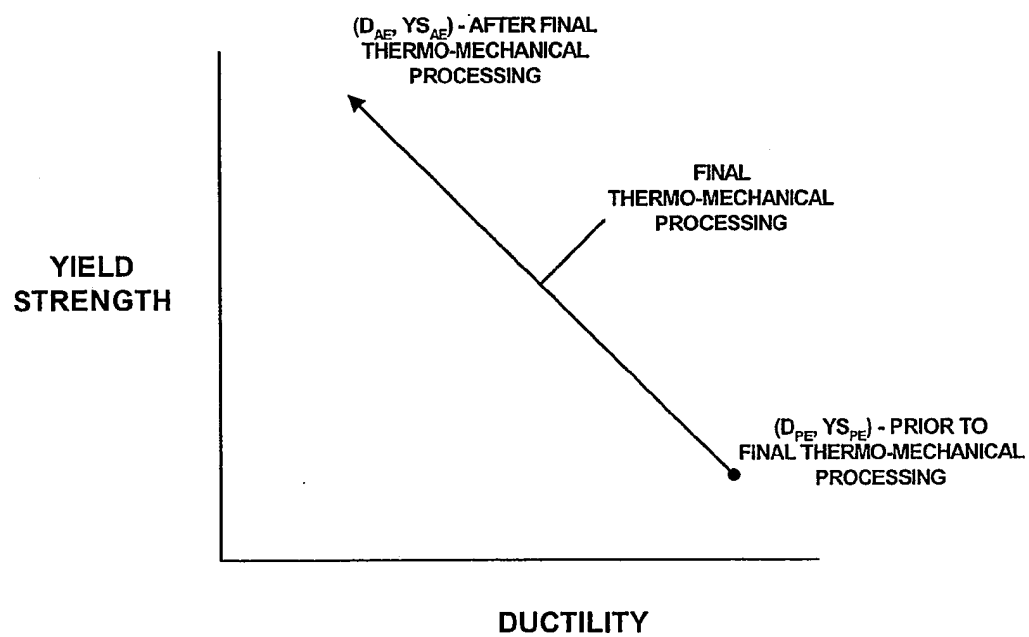 (D_AE, YS_AE) - AFTER FINAL
THERMO-MECHANICAL
PROCESSING
FINAL
THERMO-MECHANICAL
PROCESSING
YIELD
STRENGTH
(D_PE, YS_PE) - PRIOR TO
FINAL THERMO-MECHANICAL
PROCESSING
DUCTILITY